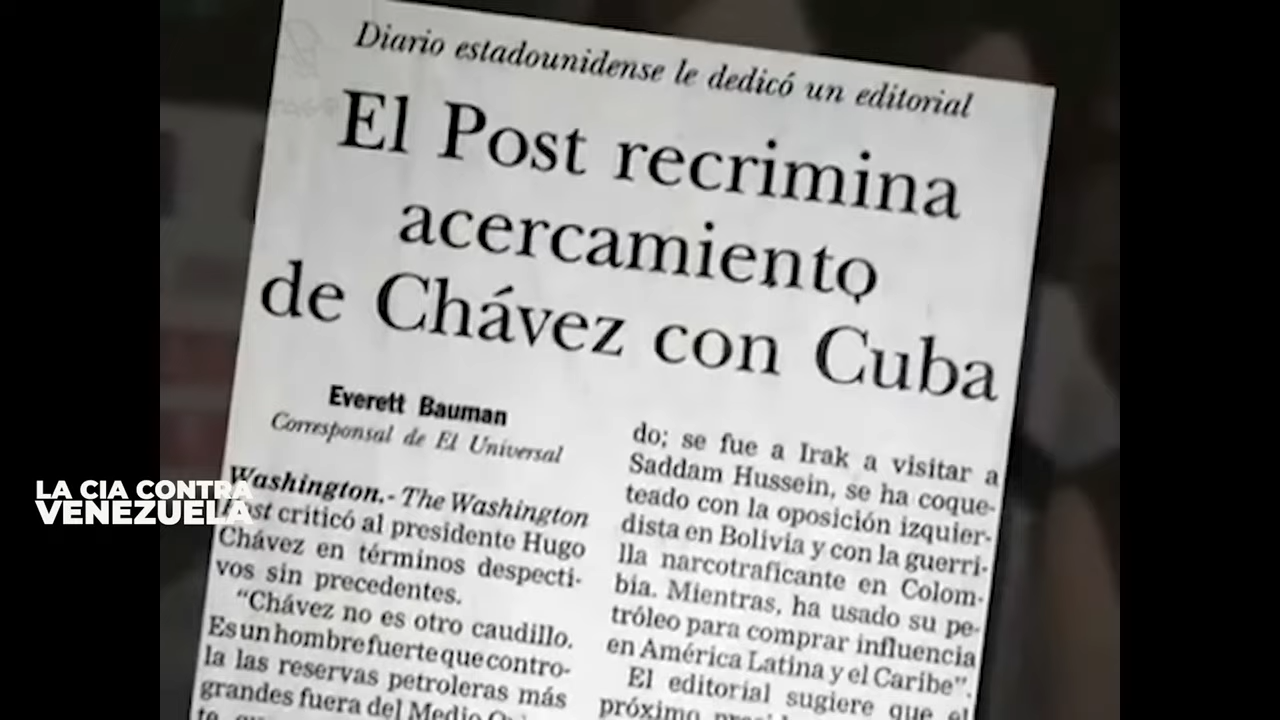 Diario estadounidense le dedicó un editorial
El Post recrimina
acercamiento
de Chávez con Cuba
Everett Bauman
Corresponsal de El Universal
Washington.- The Washington
Post criticó al presidente Hugo
Chávez en términos despecti-
vos sin precedentes.
“Chávez no es otro caudillo.
Es un hombre fuerte que contro-
la las reservas petroleras más
grandes fuera del Medio
do; se fue a Irak a visitar a
Saddam Hussein, se ha coque-
teado con la oposición izquier-
dista en Bolivia y con la guerri-
lla narcotraficante en Colom-
bia. Mientras, ha usado su pe-
tróleo para comprar influencia
en América Latina y el Caribe”.
El editorial sugiere que el
próximo
LA CIA CONTRA
VENEZUELA